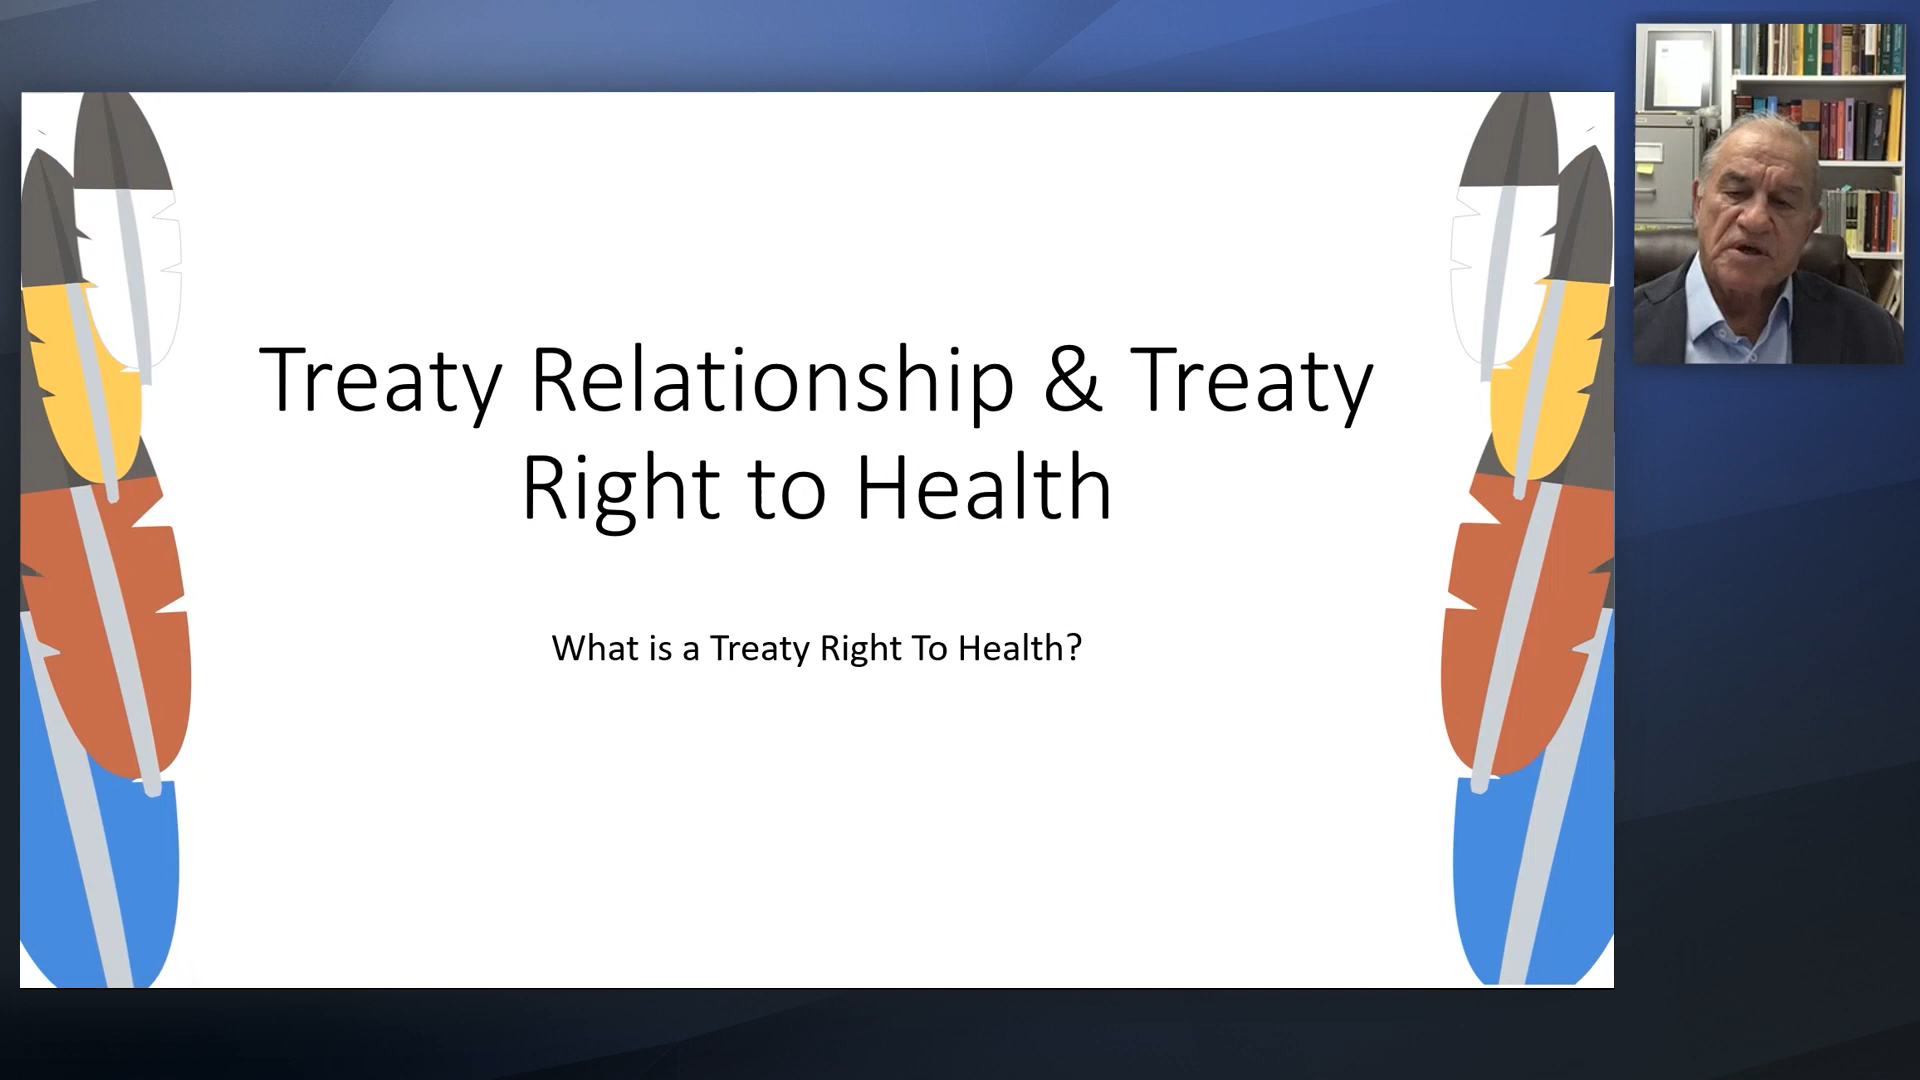 Treaty Relationship & Treaty
Right to Health
What is a Treaty Right To Health?